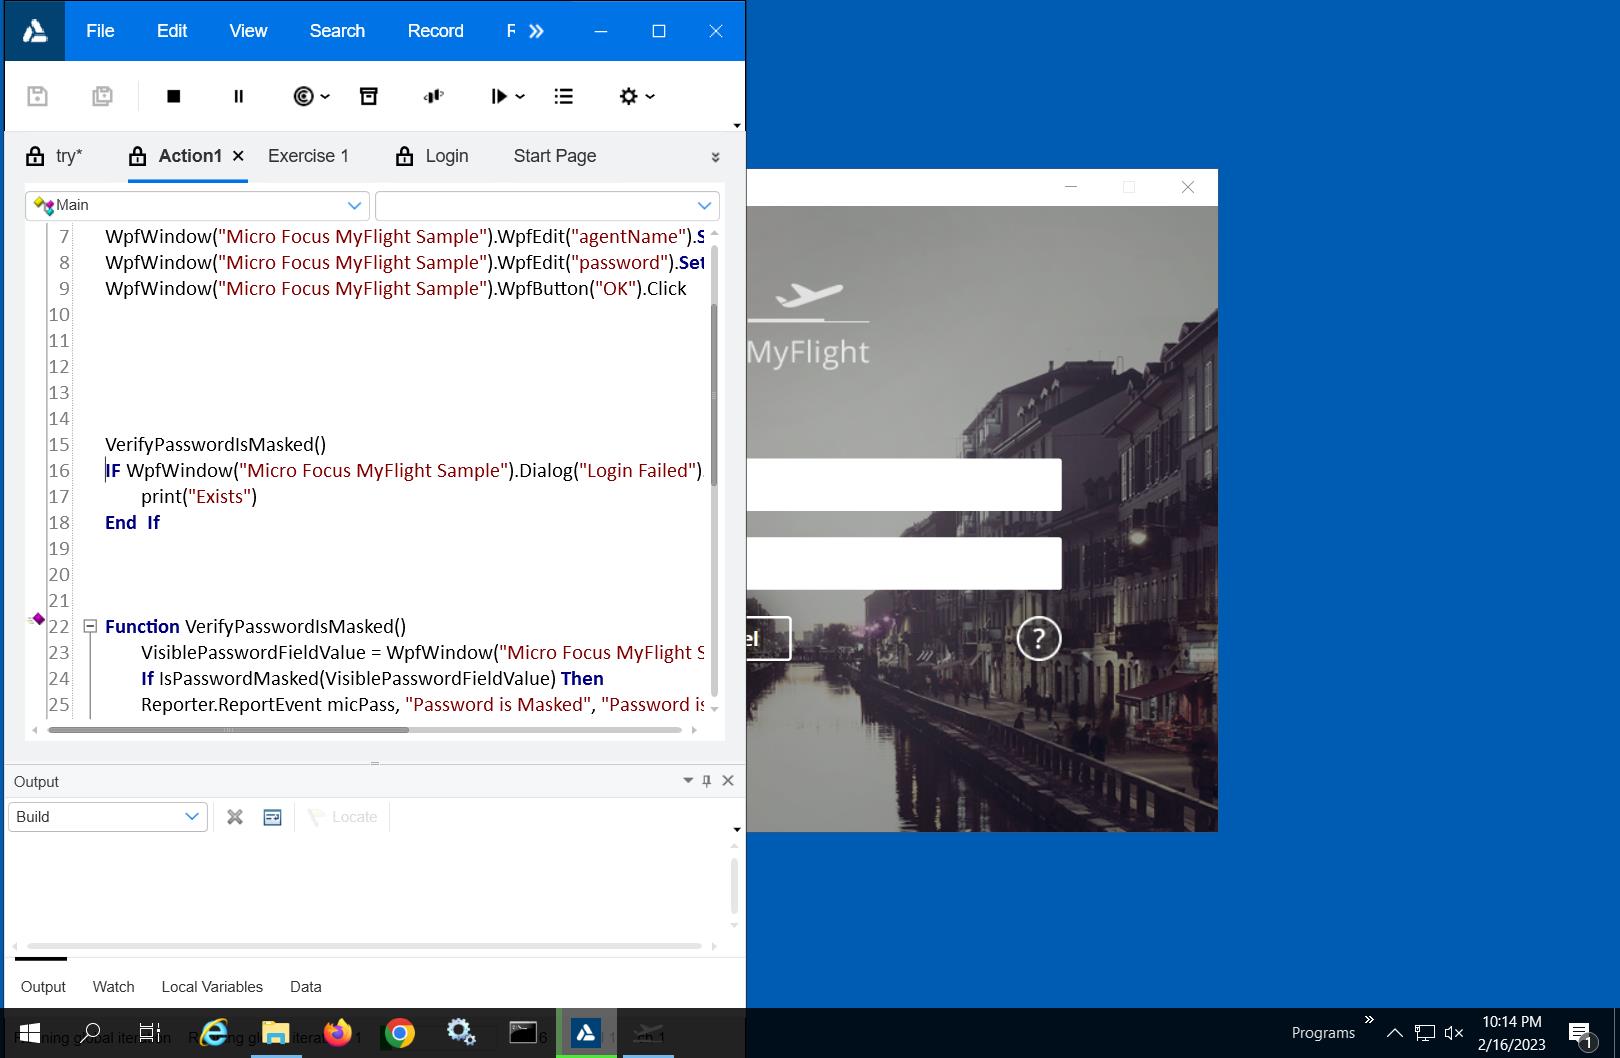 File Edit View Search Record
try* Action1 Exercise 1 Login Start Page
Main
7 WpfWindow("Micro Focus MyFlight Sample").WpfEdit("agentName").S
8 WpfWindow("Micro Focus MyFlight Sample").WpfEdit("password").Set
9 WpfWindow("Micro Focus MyFlight Sample").WpfButton("OK").Click
10
11
12
13
14
15 VerifyPasswordIsMasked()
16 IF WpfWindow("Micro Focus MyFlight Sample").Dialog("Login Failed").
17 print("Exists")
18 End If
19
20
21
22 Function VerifyPasswordIsMasked()
23 VisiblePasswordFieldValue = WpfWindow("Micro Focus MyFlight S
24 If IsPasswordMasked(VisiblePasswordFieldValue) Then
25 Reporter.ReportEvent micPass, "Password is Masked", "Password is
Output
Build Locate
Output Watch Local Variables Data
MyFlight
el ?
Programs
10:14 PM
2/16/2023
1